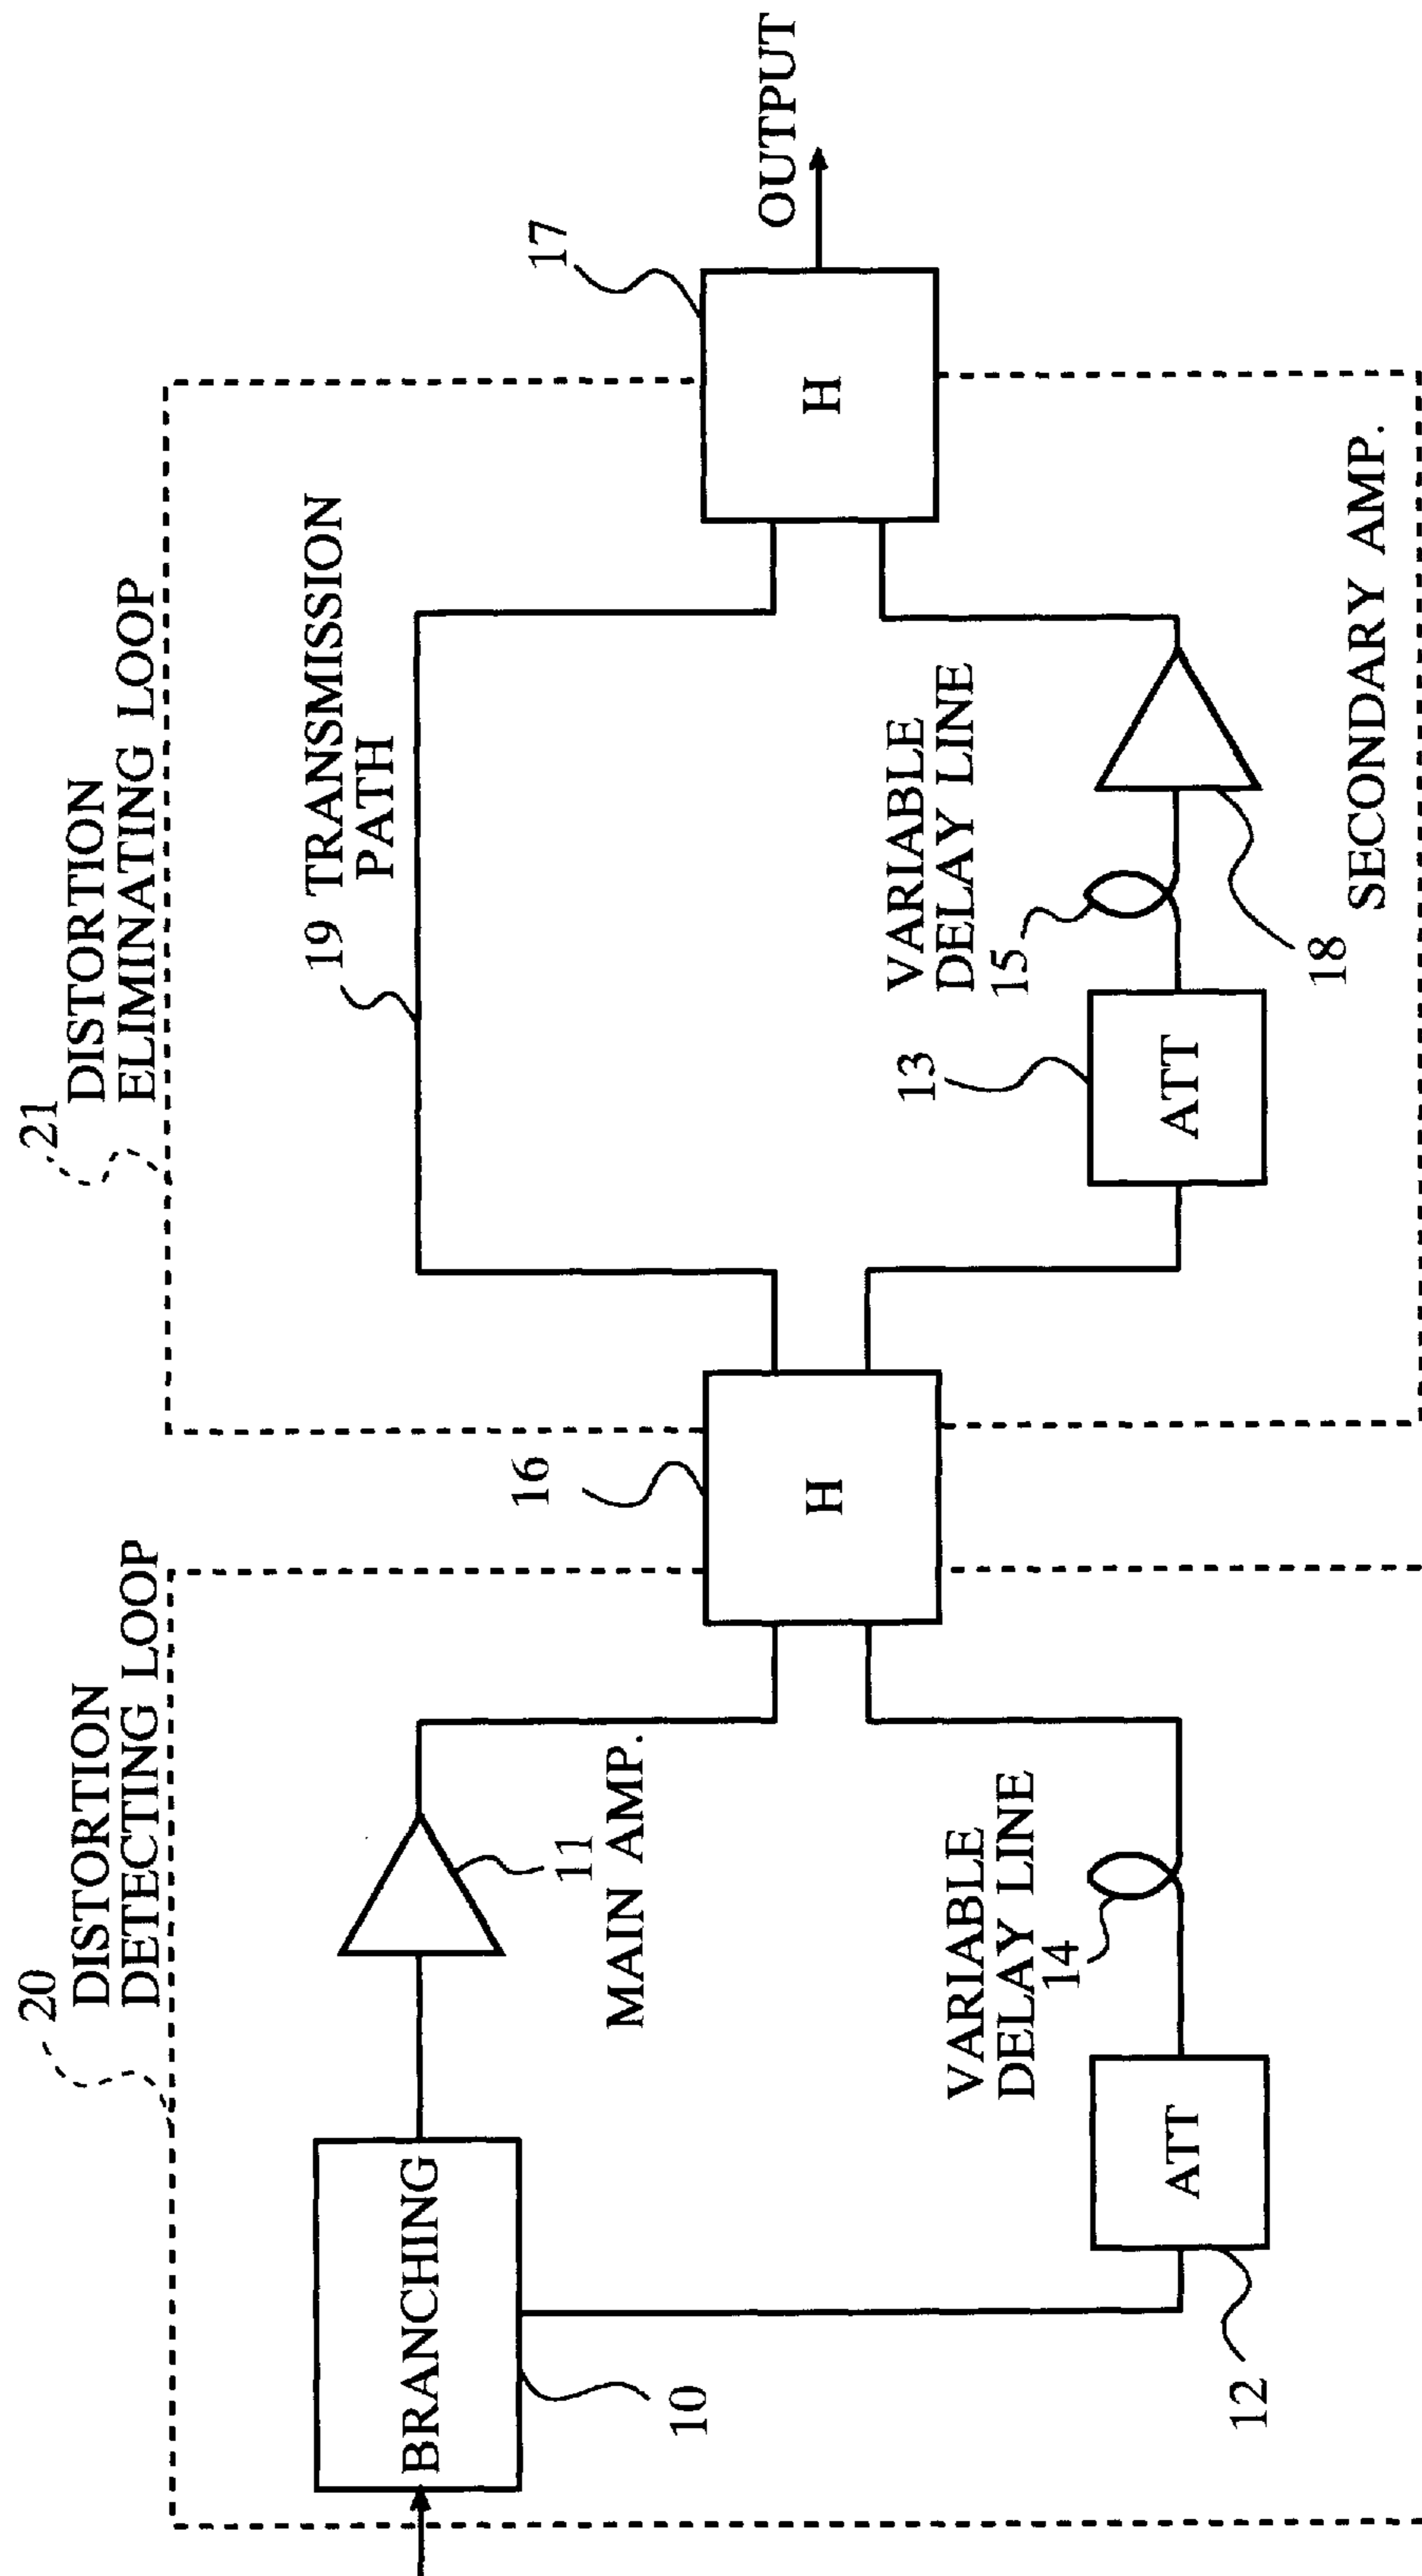 20
DISTORTION
DETECTING LOOP
21
DISTORTION
ELIMINATING LOOP
BRANCHING
10
11
MAIN AMP.
VARIABLE
DELAY LINE
14
ATT
12
16
H
19 TRANSMISSION
PATH
VARIABLE
DELAY LINE
15
13
ATT
18
SECONDARY AMP.
17
H
OUTPUT